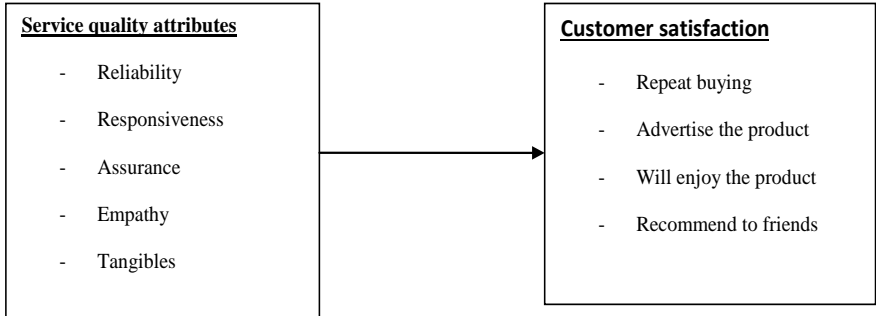 Service quality attributes
- Reliability
- Responsiveness
- Assurance
- Empathy
- Tangibles
Customer satisfaction
- Repeat buying
- Advertise the product
- Will enjoy the product
- Recommend to friends